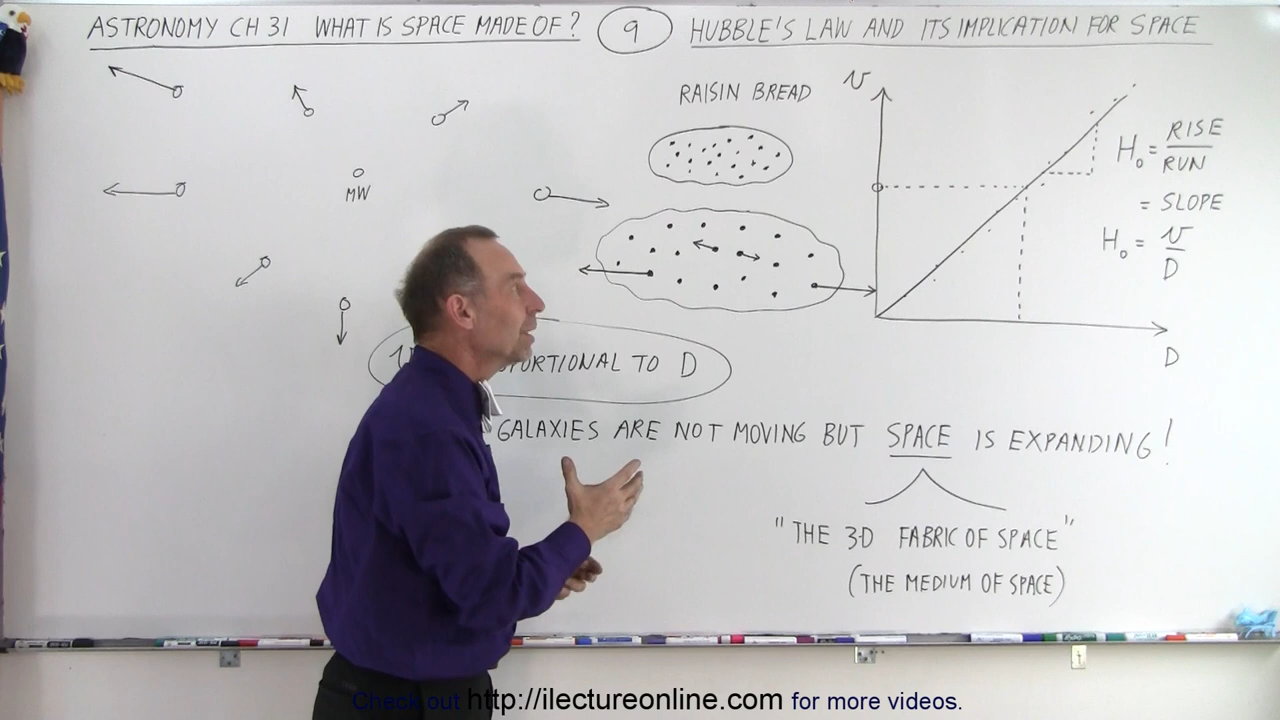 ASTRONOMY CH 31 WHAT IS SPACE MADE OF? 9 HUBBLE'S LAW AND ITS IMPLICATION FOR SPACE
RAISIN BREAD
MW
v
D
H₀ = RISE
RUN
= SLOPE
H₀ = v
D
TO D
GALAXIES ARE NOT MOVING BUT SPACE IS EXPANDING!
"THE 3-D FABRIC OF SPACE"
(THE MEDIUM OF SPACE)
Check out http://ilectureonline.com for more videos.